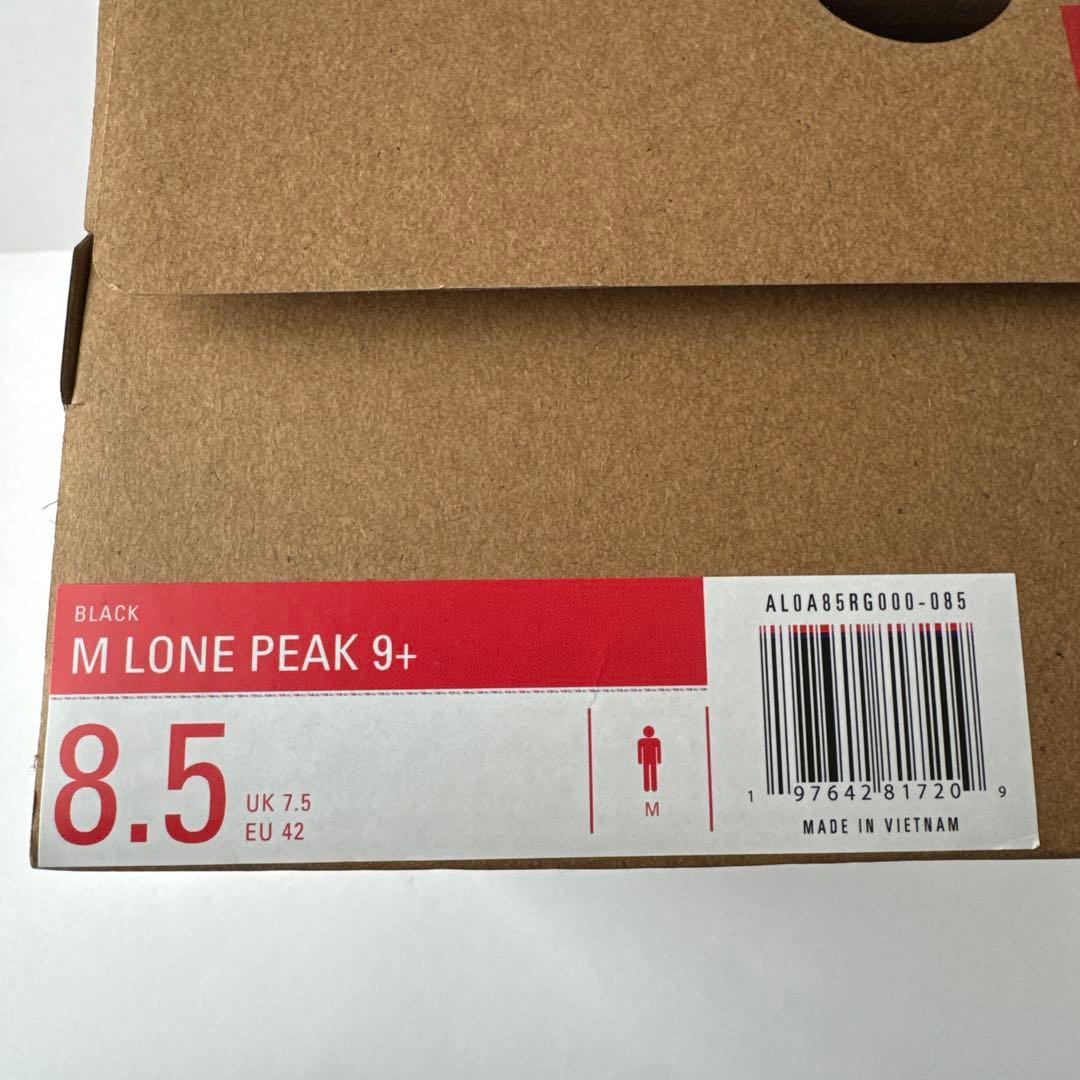 BLACK
M LONE PEAK 9+
8.5
UK 7.5
EU 42
M
AL0A85RG000-085
1 97642 81720 9
MADE IN VIETNAM